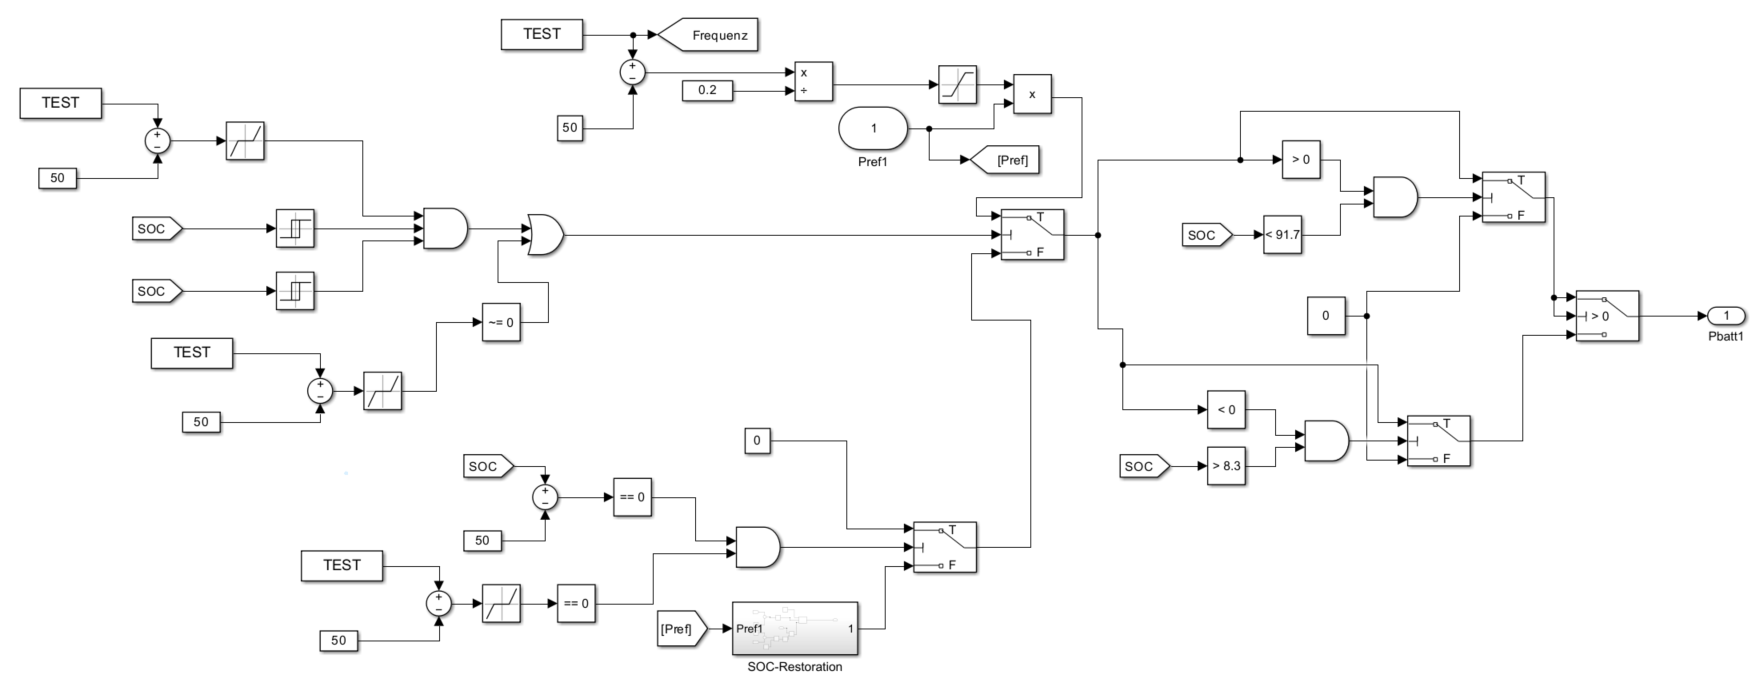 TEST
Frequenz
+
−
x
÷
0.2
50
x
1
Pref1
[Pref]
TEST
+
−
50
SOC
SOC
TEST
+
−
50
~= 0
T
F
> 0
SOC
< 91.7
T
F
0
> 0
1
Pbatt1
< 0
SOC
> 8.3
T
F
0
SOC
+
−
50
== 0
TEST
+
−
50
== 0
T
F
[Pref]
Pref1
1
SOC-Restoration